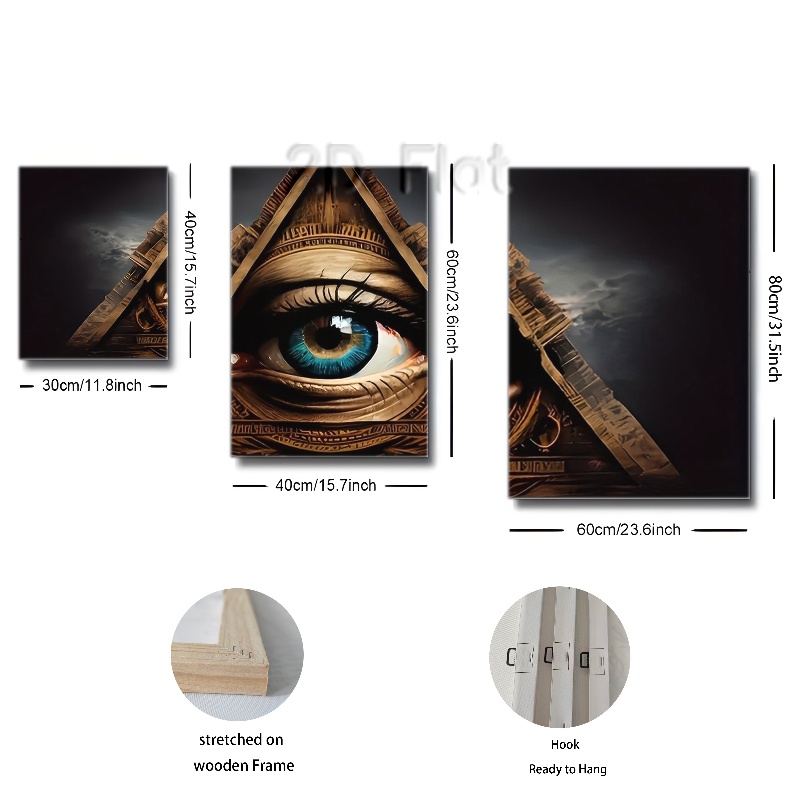 2D Flat
40cm/15.7inch
30cm/11.8inch
60cm/23.6inch
40cm/15.7inch
80cm/31.5inch
60cm/23.6inch
stretched on
wooden Frame
Hook
Ready to Hang